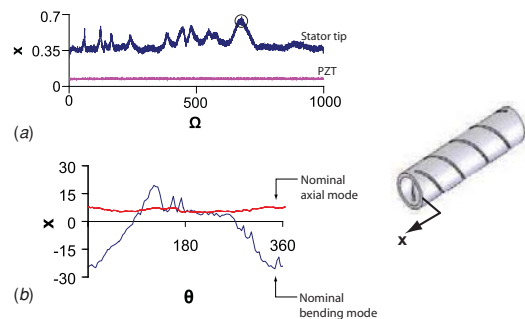 0.7
x
0.35
0
Stator tip
PZT
0
500
1000
Ω
(a)
30
15
x
0
-15
-30
180
360
θ
Nominal
axial mode
Nominal
bending mode
(b)
x